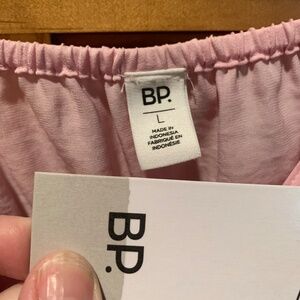 BP.
L
MADE IN
INDONESIA
FABRIQUÉ EN
INDONÉSIE
BP.